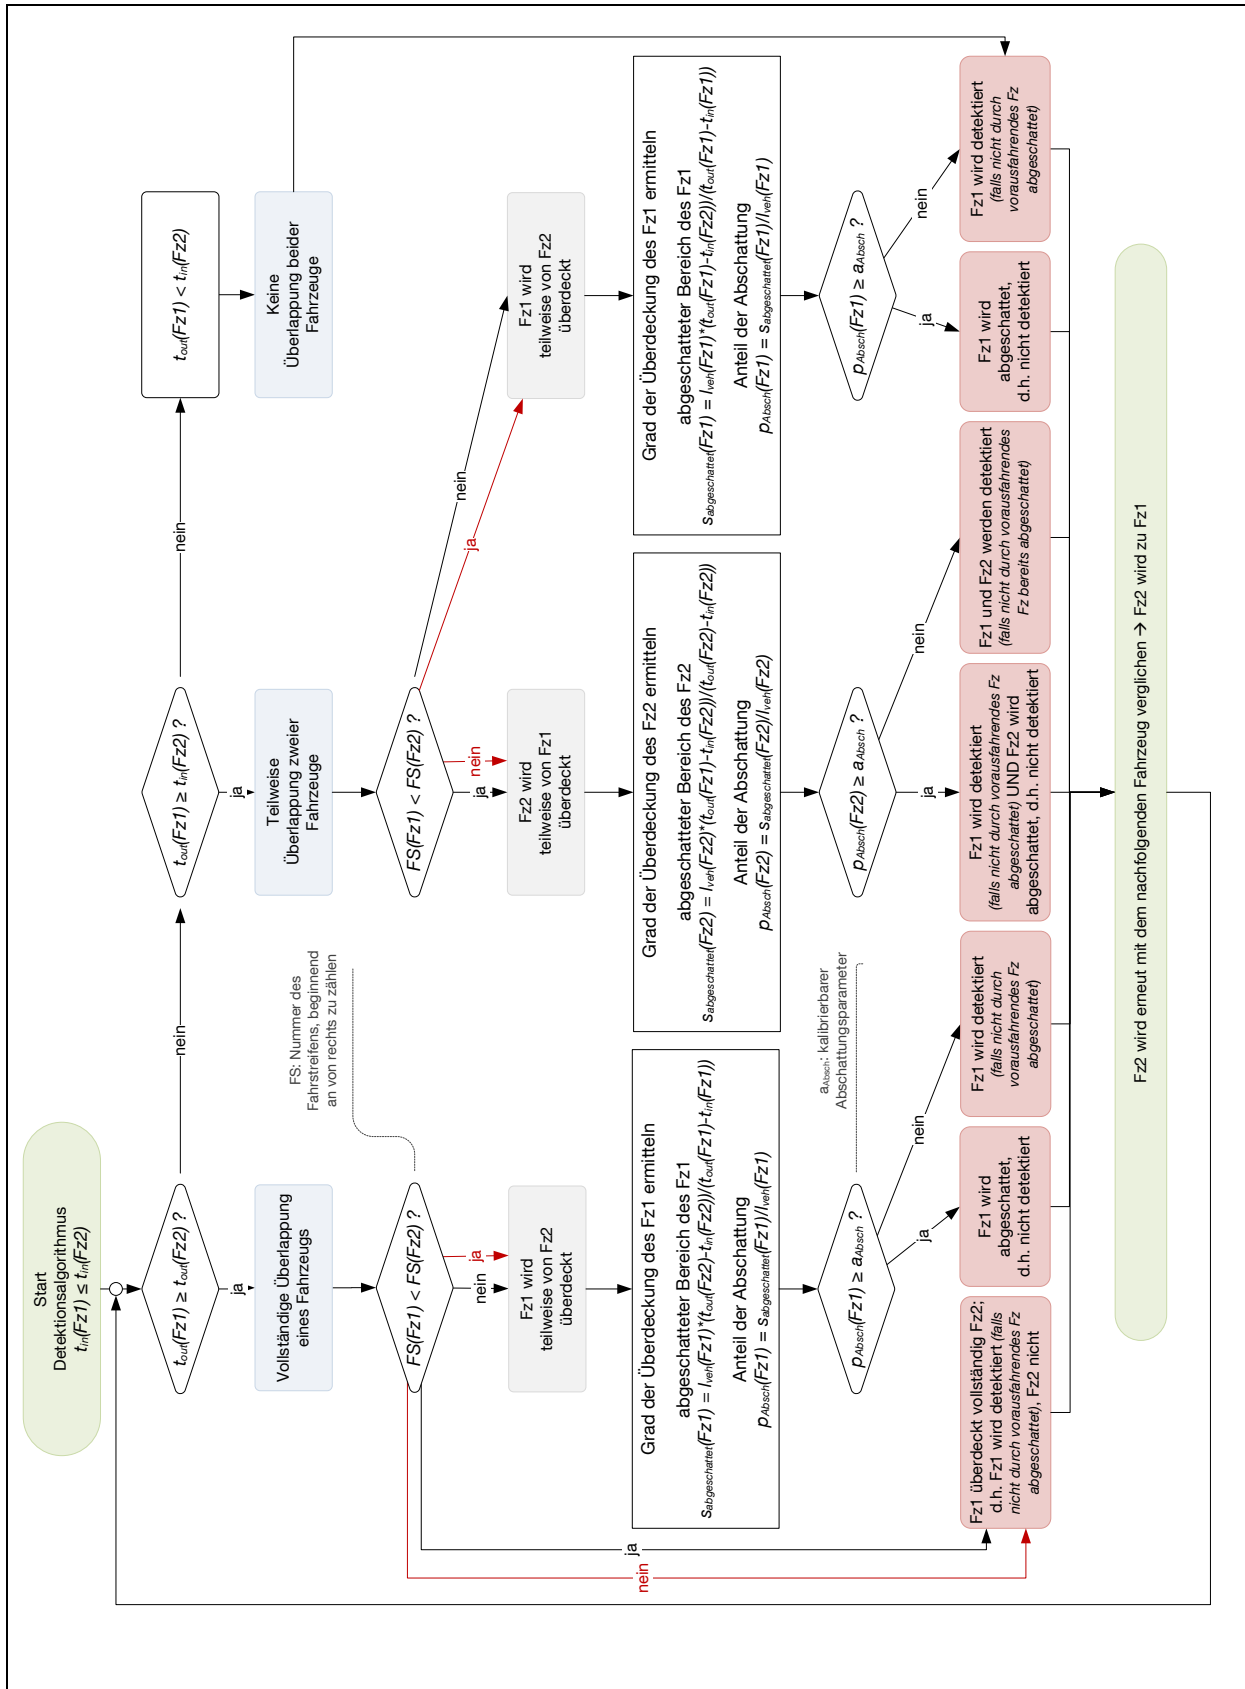 Start
Detektionsalgorithmus
t_in(Fz1) ≤ t_in(Fz2)
t_out(Fz1) ≥ t_out(Fz2) ?
nein
t_out(Fz1) ≥ t_in(Fz2) ?
nein
t_out(Fz1) < t_in(Fz2)
ja
ja
Vollständige Überlappung
eines Fahrzeugs
Teilweise
Überlappung zweier
Fahrzeuge
Keine
Überlappung beider
Fahrzeuge
FS: Nummer des
Fahrstreifens, beginnend
an von rechts zu zählen
FS(Fz1) < FS(Fz2) ?
ja
nein
FS(Fz1) < FS(Fz2) ?
nein
ja
ja
nein
Fz1 wird
teilweise von Fz2
überdeckt
Fz2 wird
teilweise von Fz1
überdeckt
Fz1 wird
teilweise von Fz2
überdeckt
Grad der Überdeckung des Fz1 ermitteln
abgeschatteter Bereich des Fz1
s_abgeschattet(Fz1) = l_veh(Fz1)*(t_out(Fz2)-t_in(Fz2))/(t_out(Fz1)-t_in(Fz1))
Anteil der Abschattung
p_Absch(Fz1) = s_abgeschattet(Fz1)/l_veh(Fz1)
Grad der Überdeckung des Fz2 ermitteln
abgeschatteter Bereich des Fz2
s_abgeschattet(Fz2) = l_veh(Fz2)*(t_out(Fz1)-t_in(Fz2))/(t_out(Fz2)-t_in(Fz2))
Anteil der Abschattung
p_Absch(Fz2) = s_abgeschattet(Fz2)/l_veh(Fz2)
Grad der Überdeckung des Fz1 ermitteln
abgeschatteter Bereich des Fz1
s_abgeschattet(Fz1) = l_veh(Fz1)*(t_out(Fz1)-t_in(Fz2))/(t_out(Fz1)-t_in(Fz1))
Anteil der Abschattung
p_Absch(Fz1) = s_abgeschattet(Fz1)/l_veh(Fz1)
a_Absch: kalibrierbarer
Abschattungsparameter
p_Absch(Fz1) ≥ a_Absch ?
ja
nein
p_Absch(Fz2) ≥ a_Absch ?
ja
nein
p_Absch(Fz1) ≥ a_Absch ?
ja
nein
ja
nein
Fz1 überdeckt vollständig Fz2;
d.h. Fz1 wird detektiert (falls
nicht durch vorausfahrendes Fz
abgeschattet), Fz2 nicht
Fz1 wird
abgeschattet,
d.h. nicht detektiert
Fz1 wird detektiert
(falls nicht durch
vorausfahrendes Fz
abgeschattet)
Fz1 wird detektiert
(falls nicht durch vorausfahrendes Fz
abgeschattet) UND Fz2 wird
abgeschattet, d.h. nicht detektiert
Fz1 und Fz2 werden detektiert
(falls nicht durch vorausfahrendes
Fz bereits abgeschattet)
Fz1 wird
abgeschattet,
d.h. nicht detektiert
Fz1 wird detektiert
(falls nicht durch
vorausfahrendes Fz
abgeschattet)
Fz2 wird erneut mit dem nachfolgenden Fahrzeug verglichen → Fz2 wird zu Fz1